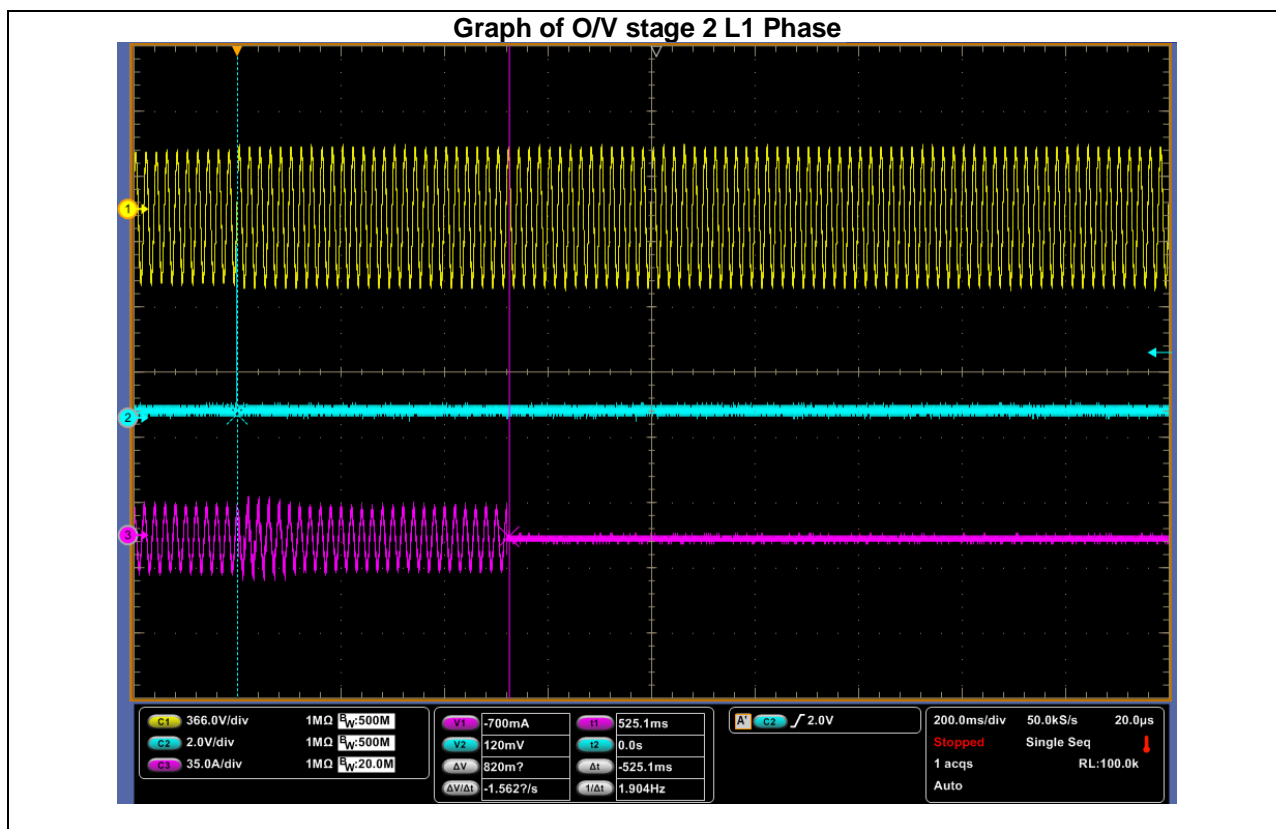 Graph of O/V stage 2 L1 Phase
1
2
3
C1 366.0V/div 1MΩ BW:500M
C2 2.0V/div 1MΩ BW:500M
C3 35.0A/div 1MΩ BW:20.0M
V1 -700mA t1 525.1ms
V2 120mV t2 0.0s
ΔV 820m? Δt -525.1ms
ΔV/Δt -1.562?/s 1/Δt 1.904Hz
A' C2 / 2.0V
200.0ms/div 50.0kS/s 20.0µs
Stopped Single Seq
1 acqs RL:100.0k
Auto